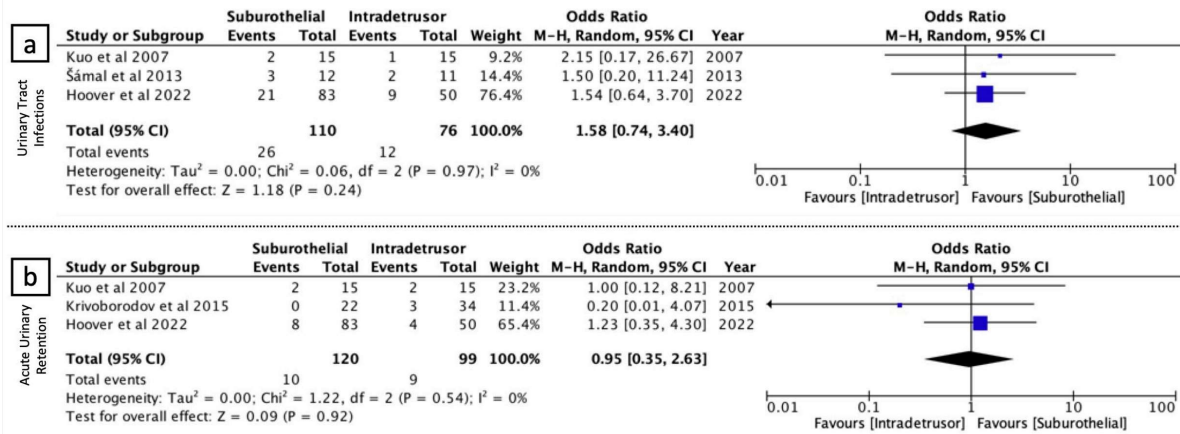 a
Urinary Tract
Infections
Suburothelial Intradetrusor Odds Ratio Odds Ratio
Study or Subgroup Events Total Events Total Weight M-H, Random, 95% CI Year M-H, Random, 95% CI
Kuo et al 2007 2 15 1 15 9.2% 2.15 [0.17, 26.67] 2007
Šámal et al 2013 3 12 2 11 14.4% 1.50 [0.20, 11.24] 2013
Hoover et al 2022 21 83 9 50 76.4% 1.54 [0.64, 3.70] 2022
Total (95% CI) 110 76 100.0% 1.58 [0.74, 3.40]
Total events 26 12
Heterogeneity: Tau² = 0.00; Chi² = 0.06, df = 2 (P = 0.97); I² = 0%
Test for overall effect: Z = 1.18 (P = 0.24)
0.01 0.1 1 10 100
Favours [Intradetrusor] Favours [Suburothelial]
b
Acute Urinary
Retention
Suburothelial Intradetrusor Odds Ratio Odds Ratio
Study or Subgroup Events Total Events Total Weight M-H, Random, 95% CI Year M-H, Random, 95% CI
Kuo et al 2007 2 15 2 15 23.2% 1.00 [0.12, 8.21] 2007
Krivoborodov et al 2015 0 22 3 34 11.4% 0.20 [0.01, 4.07] 2015
Hoover et al 2022 8 83 4 50 65.4% 1.23 [0.35, 4.30] 2022
Total (95% CI) 120 99 100.0% 0.95 [0.35, 2.63]
Total events 10 9
Heterogeneity: Tau² = 0.00; Chi² = 1.22, df = 2 (P = 0.54); I² = 0%
Test for overall effect: Z = 0.09 (P = 0.92)
0.01 0.1 1 10 100
Favours [Intradetrusor] Favours [Suburothelial]